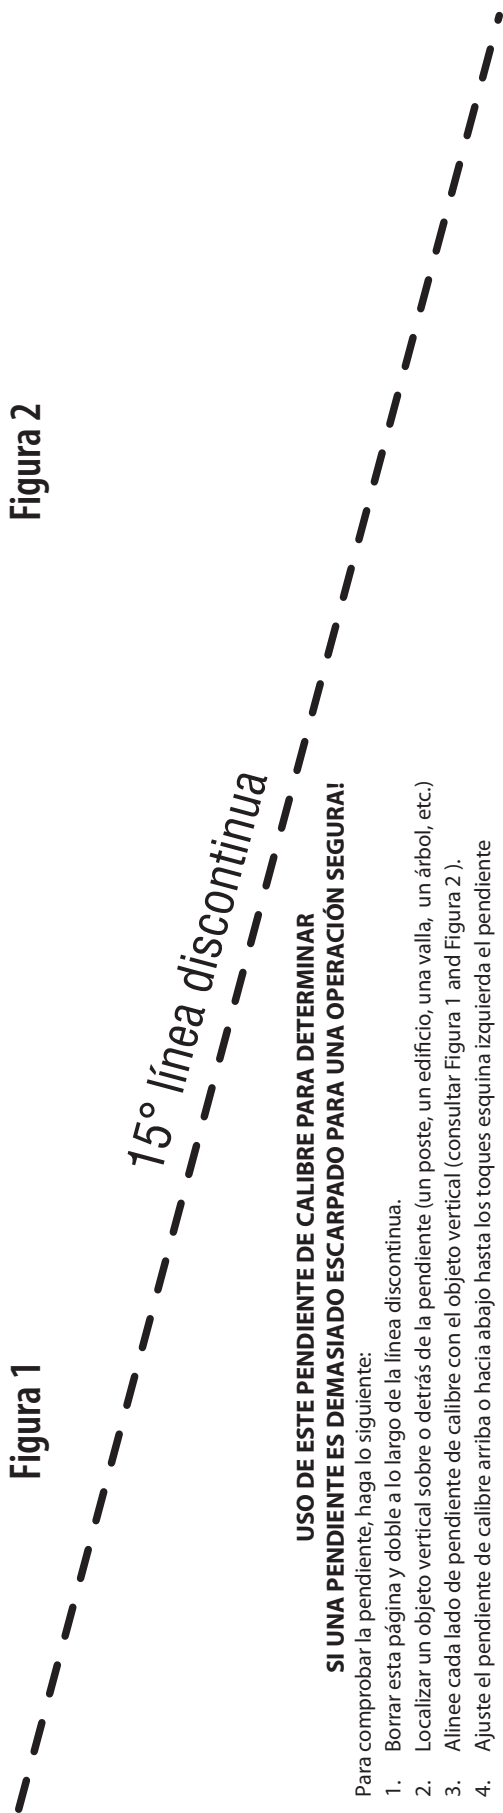 Figura 1
Figura 2
15° línea discontinua
USO DE ESTE PENDIENTE DE CALIBRE PARA DETERMINAR
SI UNA PENDIENTE ES DEMASIADO ESCARPADO PARA UNA OPERACIÓN SEGURA!
Para comprobar la pendiente, haga lo siguiente:
1. Borrar esta página y doble a lo largo de la línea discontinua.
2. Localizar un objeto vertical sobre o detrás de la pendiente (un poste, un edificio, una valla, un árbol, etc.)
3. Alinee cada lado de pendiente de calibre con el objeto vertical (consultar Figura 1 and Figura 2 ).
4. Ajuste el pendiente de calibre arriba o hacia abajo hasta los toques esquina izquierda el pendiente